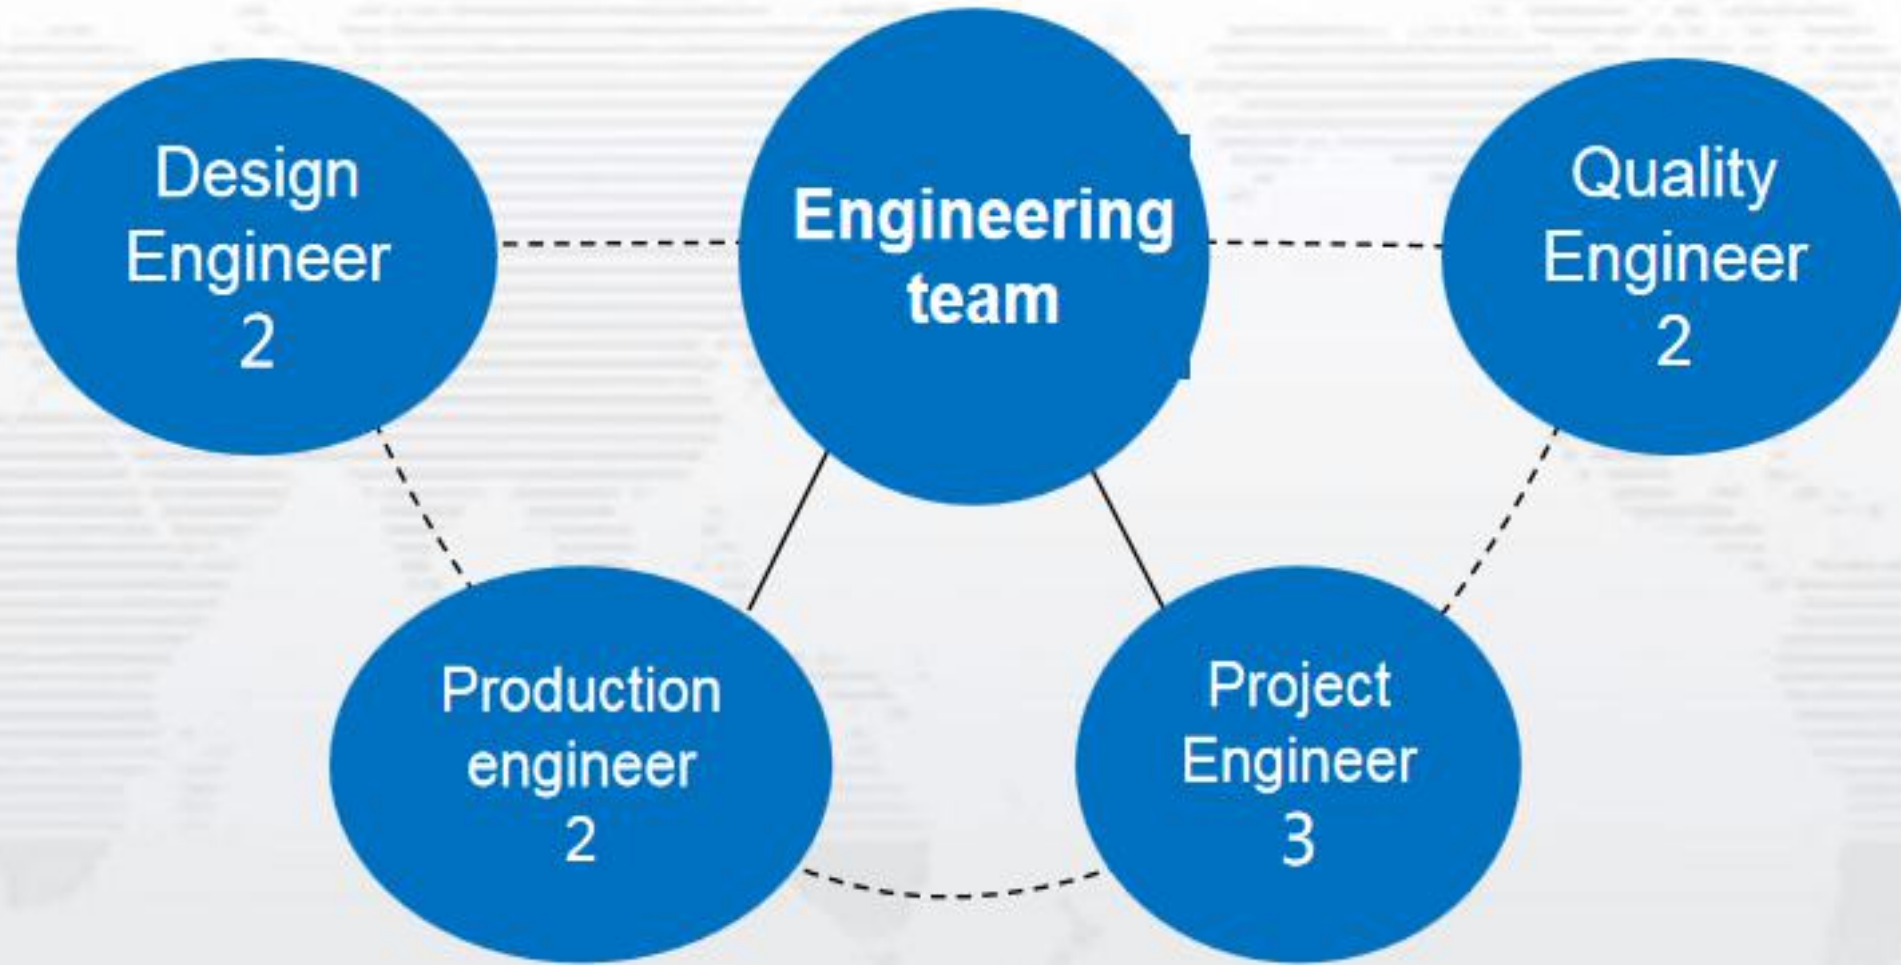 Design
Engineer
2
Engineering
team
Quality
Engineer
2
Production
engineer
2
Project
Engineer
3